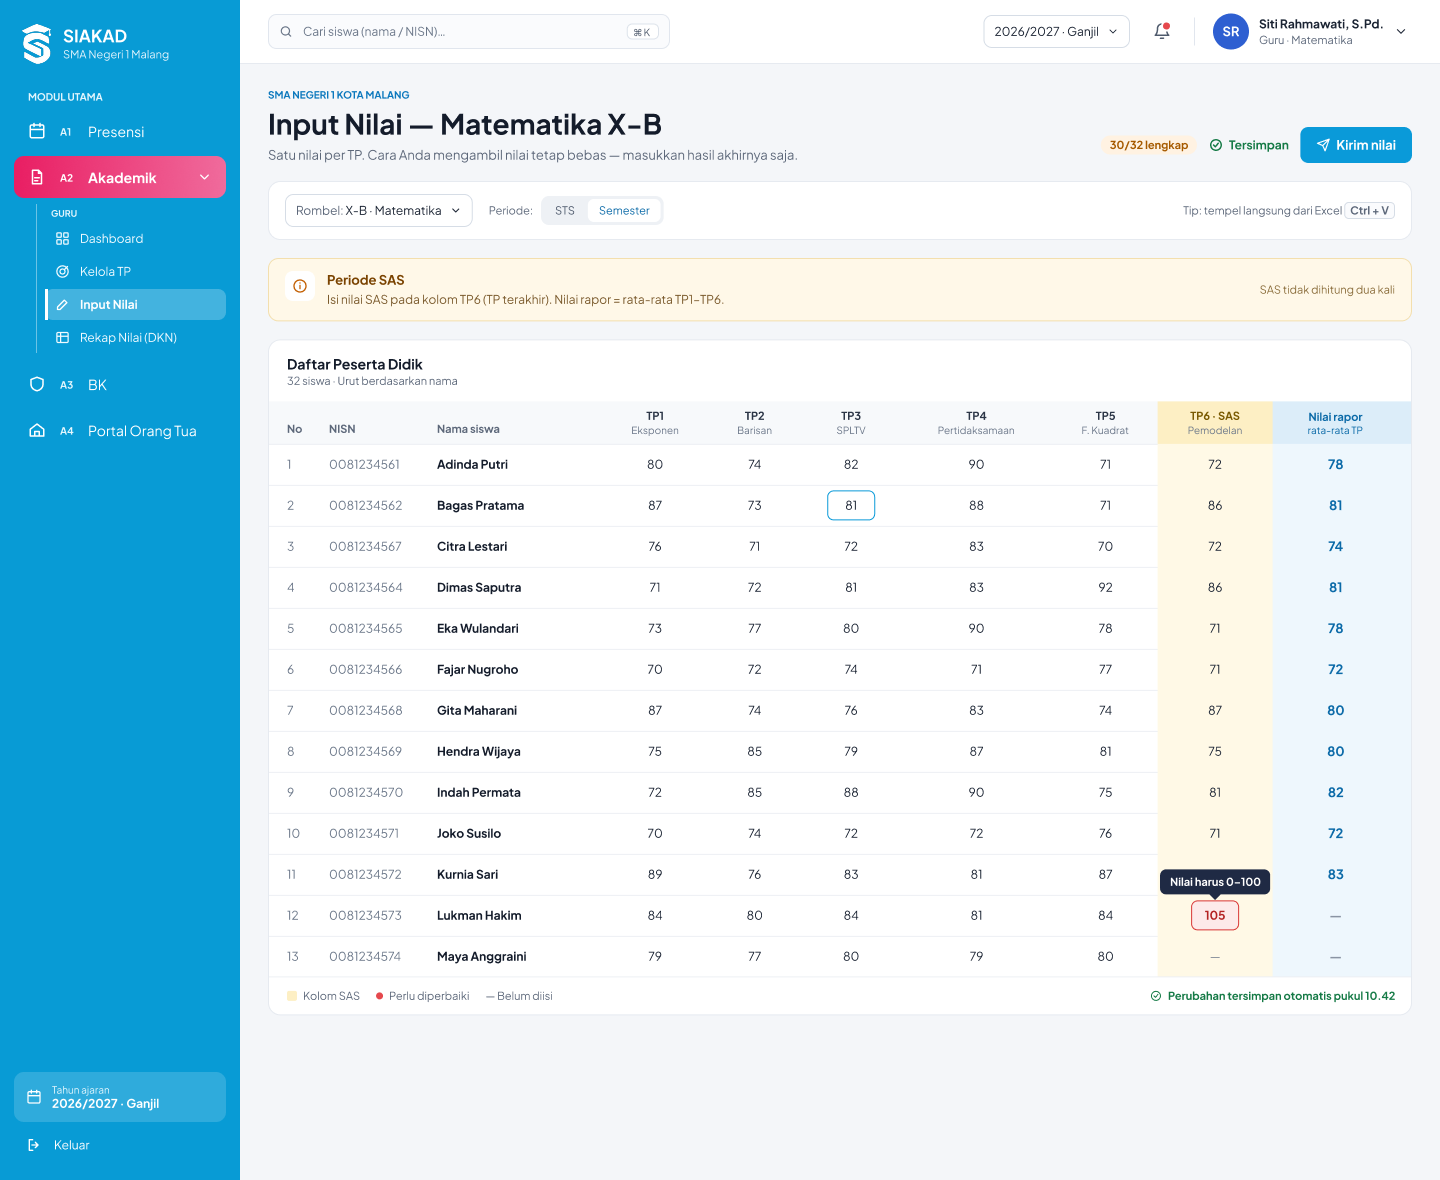 SIAKAD
SMA Negeri 1 Malang
MODUL UTAMA
A1 Presensi
A2 Akademik
GURU
Dashboard
Kelola TP
Input Nilai
Rekap Nilai (DKN)
A3 BK
A4 Portal Orang Tua
Tahun ajaran
2026/2027 · Ganjil
Keluar
Cari siswa (nama / NISN)...
⌘K
2026/2027 · Ganjil
SR
Siti Rahmawati, S.Pd.
Guru · Matematika
SMA NEGERI 1 KOTA MALANG
Input Nilai — Matematika X-B
Satu nilai per TP. Cara Anda mengambil nilai tetap bebas — masukkan hasil akhirnya saja.
30/32 lengkap
Tersimpan
Kirim nilai
Rombel: X-B · Matematika
Periode: STS Semester
Tip: tempel langsung dari Excel Ctrl + V
Periode SAS
Isi nilai SAS pada kolom TP6 (TP terakhir). Nilai rapor = rata-rata TP1–TP6.
SAS tidak dihitung dua kali
Daftar Peserta Didik
32 siswa · Urut berdasarkan nama
No NISN Nama siswa TP1 TP2 TP3 TP4 TP5 TP6 · SAS Nilai rapor
Eksponen Barisan SPLTV Pertidaksamaan F. Kuadrat Pemodelan rata-rata TP
1 0081234561 Adinda Putri 80 74 82 90 71 72 78
2 0081234562 Bagas Pratama 87 73 81 88 71 86 81
3 0081234567 Citra Lestari 76 71 72 83 70 72 74
4 0081234564 Dimas Saputra 71 72 81 83 92 86 81
5 0081234565 Eka Wulandari 73 77 80 90 78 71 78
6 0081234566 Fajar Nugroho 70 72 74 71 77 71 72
7 0081234568 Gita Maharani 87 74 76 83 74 87 80
8 0081234569 Hendra Wijaya 75 85 79 87 81 75 80
9 0081234570 Indah Permata 72 85 88 90 75 81 82
10 0081234571 Joko Susilo 70 74 72 72 76 71 72
11 0081234572 Kurnia Sari 89 76 83 81 87 83
Nilai harus 0–100
12 0081234573 Lukman Hakim 84 80 84 81 84 105 —
13 0081234574 Maya Anggraini 79 77 80 79 80 — —
Kolom SAS
Perlu diperbaiki
— Belum diisi
Perubahan tersimpan otomatis pukul 10.42